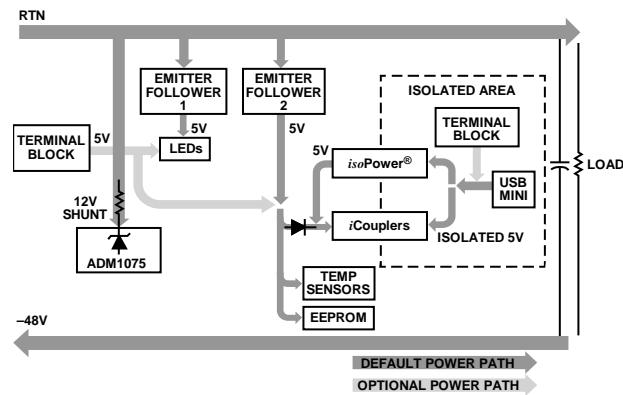 RTN
EMITTER
FOLLOWER
1
EMITTER
FOLLOWER
2
ISOLATED AREA
TERMINAL
BLOCK
5V
5V
LEDs
5V
TERMINAL
BLOCK
5V
isoPower®
USB
MINI
LOAD
12V
SHUNT
iCouplers
ISOLATED 5V
ADM1075
TEMP
SENSORS
EEPROM
–48V
DEFAULT POWER PATH
OPTIONAL POWER PATH